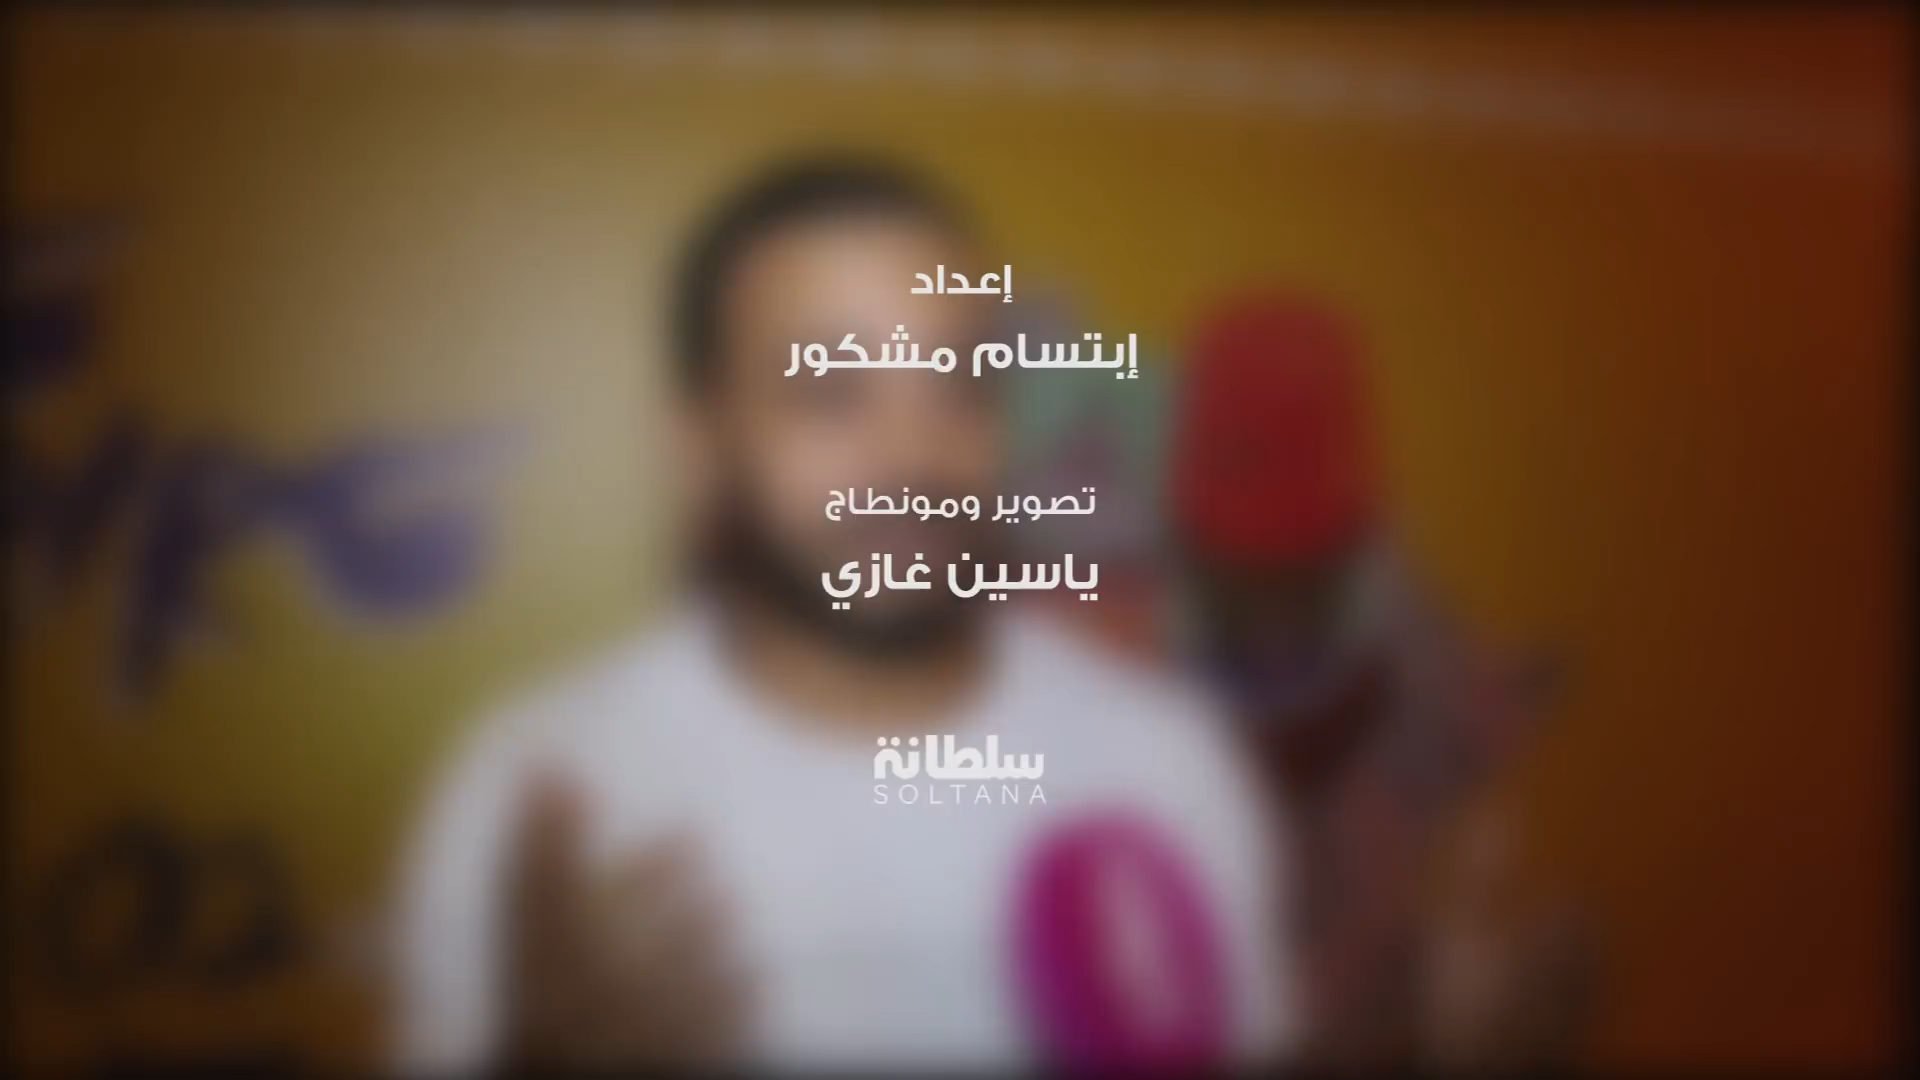 إعداد
إبتسام مشكور
تصوير ومونطاج
ياسين غازي
سلطانة
SOLTANA